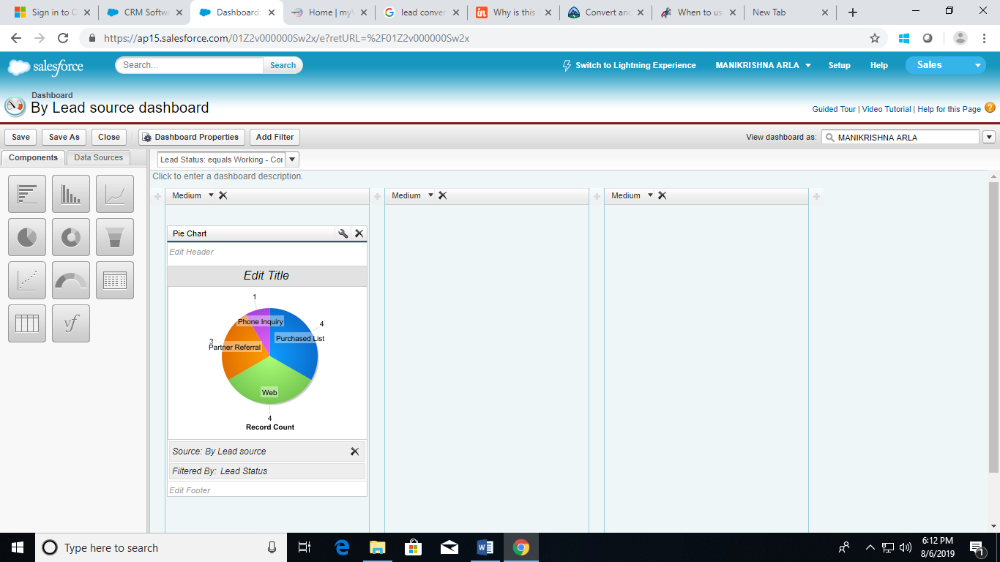 Sign in to C
CRM Softw
Dashboard
Home | my
lead conver
Why is this
Convert and
When to us
New Tab
https://ap15.salesforce.com/01Z2v000000Sw2x/e?retURL=%2F01Z2v000000Sw2x
salesforce
Search...
Search
Switch to Lightning Experience
MANIKRISHNA ARLA
Setup
Help
Sales
Dashboard
By Lead source dashboard
Guided Tour | Video Tutorial | Help for this Page
Save
Save As
Close
Dashboard Properties
Add Filter
View dashboard as:
MANIKRISHNA ARLA
Components
Data Sources
Lead Status: equals Working - Cor
Click to enter a dashboard description.
Medium
Medium
Medium
Pie Chart
Edit Header
Edit Title
1
Phone Inquiry
4
Purchased List
3
Partner Referral
Web
4
Record Count
Source: By Lead source
Filtered By: Lead Status
Edit Footer
vf
Type here to search
6:12 PM
8/6/2019
1